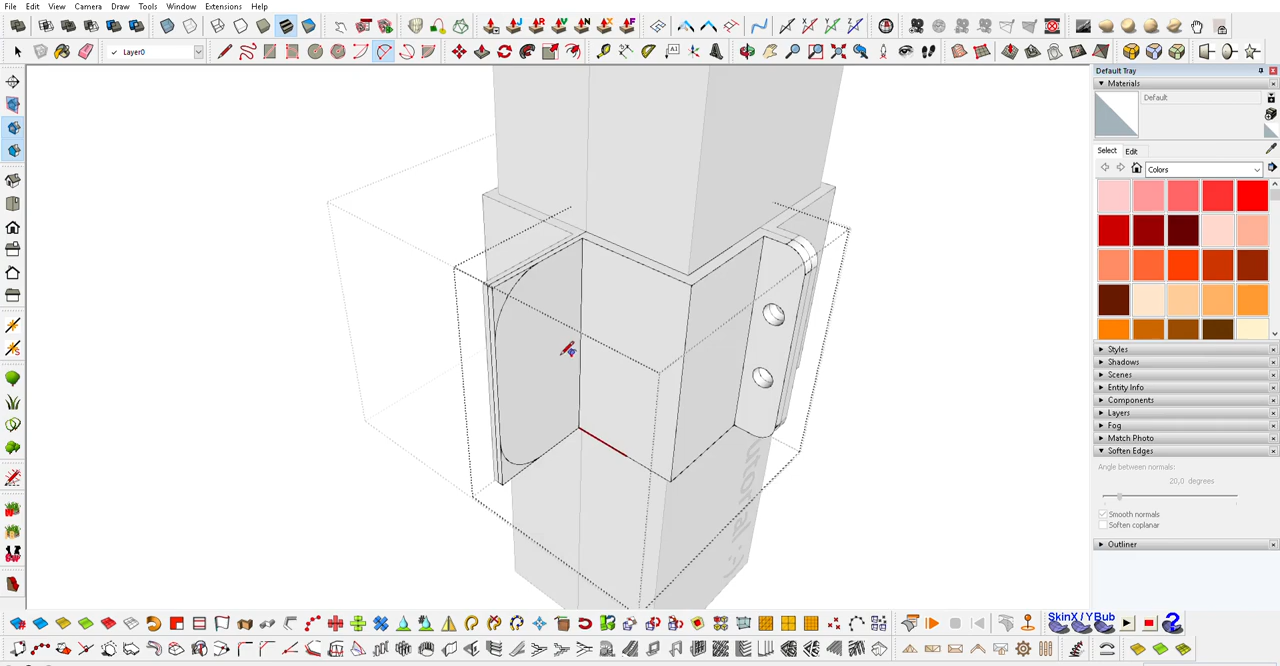 File Edit View Camera Draw Tools Window Extensions Help
Layer0
Default Tray
Materials
Default
Select Edit
Colors
Styles
Shadows
Scenes
Entity Info
Components
Layers
Fog
Match Photo
Soften Edges
Angle between normals:
20,0 degrees
Smooth normals
Soften coplanar
Outliner
SkinX / YBub